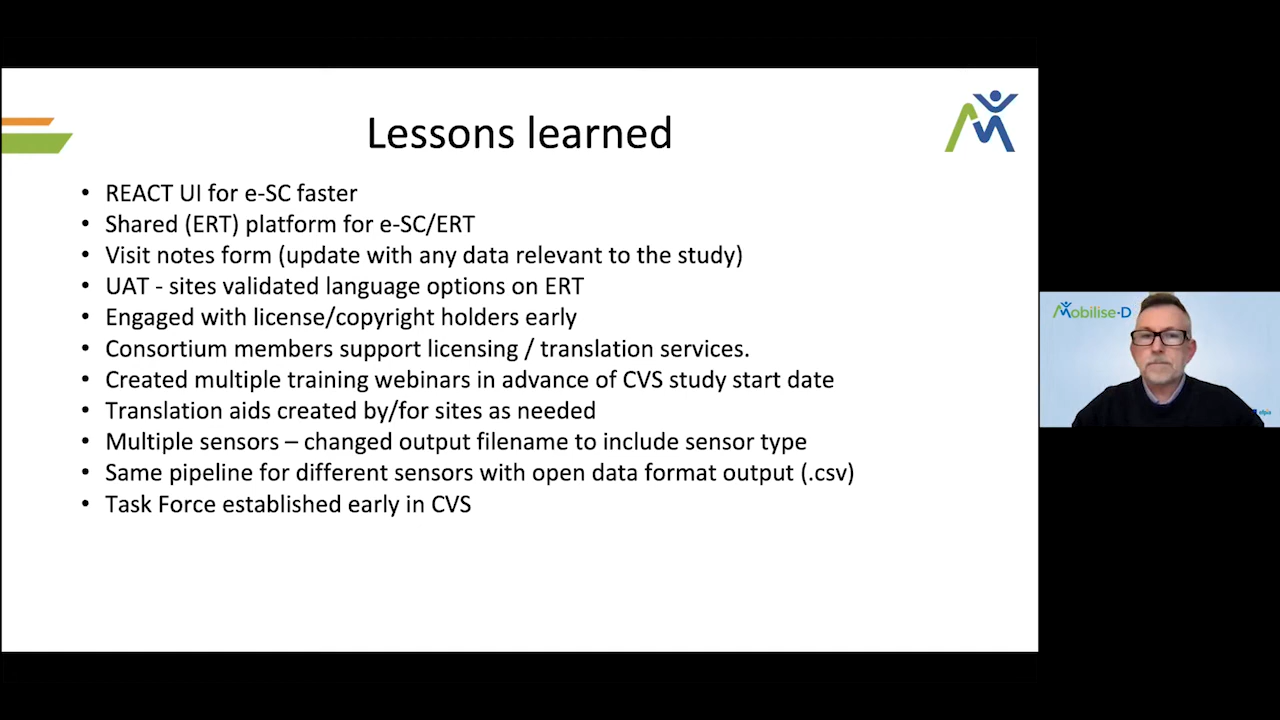 Lessons learned
• REACT UI for e-SC faster
• Shared (ERT) platform for e-SC/ERT
• Visit notes form (update with any data relevant to the study)
• UAT - sites validated language options on ERT
• Engaged with license/copyright holders early
• Consortium members support licensing / translation services.
• Created multiple training webinars in advance of CVS study start date
• Translation aids created by/for sites as needed
• Multiple sensors – changed output filename to include sensor type
• Same pipeline for different sensors with open data format output (.csv)
• Task Force established early in CVS
Mobilise-D
efpia